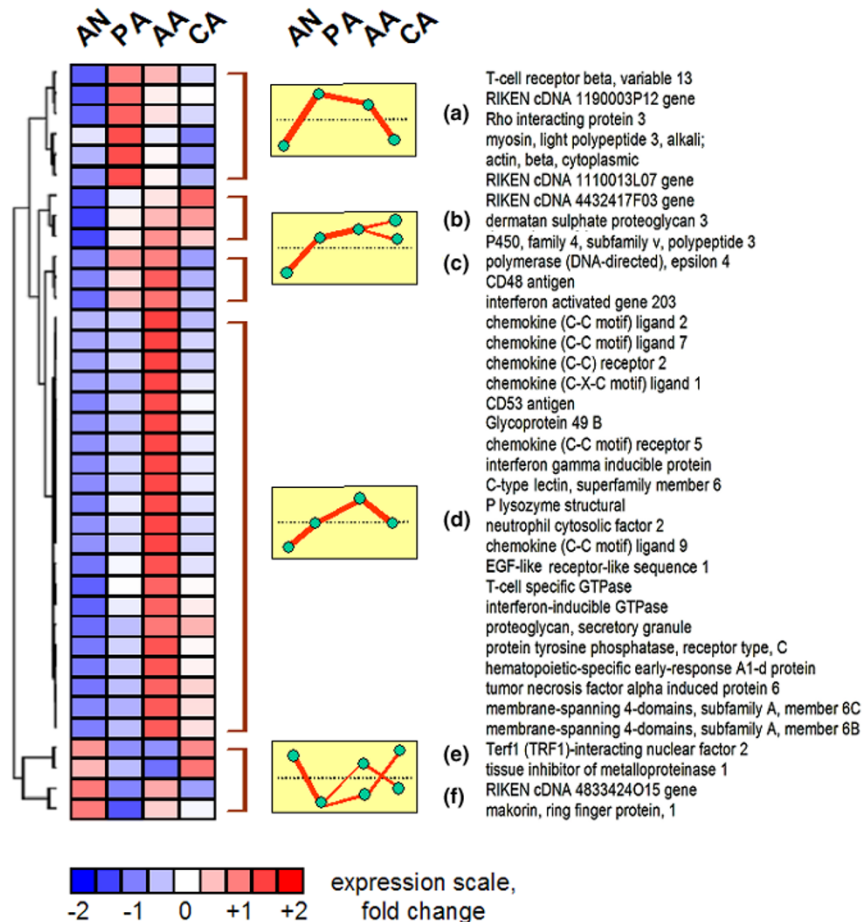 AN PA AA CA AN PA AA CA
T-cell receptor beta, variable 13
RIKEN cDNA 1190003P12 gene
(a)
Rho interacting protein 3
myosin, light polypeptide 3, alkali;
actin, beta, cytoplasmic
RIKEN cDNA 1110013L07 gene
RIKEN cDNA 4432417F03 gene
(b) dermatan sulphate proteoglycan 3
P450, family 4, subfamily v, polypeptide 3
(c) polymerase (DNA-directed), epsilon 4
CD48 antigen
interferon activated gene 203
chemokine (C-C motif) ligand 2
chemokine (C-C motif) ligand 7
chemokine (C-C) receptor 2
chemokine (C-X-C motif) ligand 1
CD53 antigen
Glycoprotein 49 B
chemokine (C-C motif) receptor 5
interferon gamma inducible protein
C-type lectin, superfamily member 6
P lysozyme structural
(d) neutrophil cytosolic factor 2
chemokine (C-C motif) ligand 9
EGF-like receptor-like sequence 1
T-cell specific GTPase
interferon-inducible GTPase
proteoglycan, secretory granule
protein tyrosine phosphatase, receptor type, C
hematopoietic-specific early-response A1-d protein
tumor necrosis factor alpha induced protein 6
membrane-spanning 4-domains, subfamily A, member 6C
membrane-spanning 4-domains, subfamily A, member 6B
(e) Terf1 (TRF1)-interacting nuclear factor 2
tissue inhibitor of metalloproteinase 1
(f) RIKEN cDNA 4833424O15 gene
makorin, ring finger protein, 1
expression scale,
-2 -1 0 +1 +2 fold change